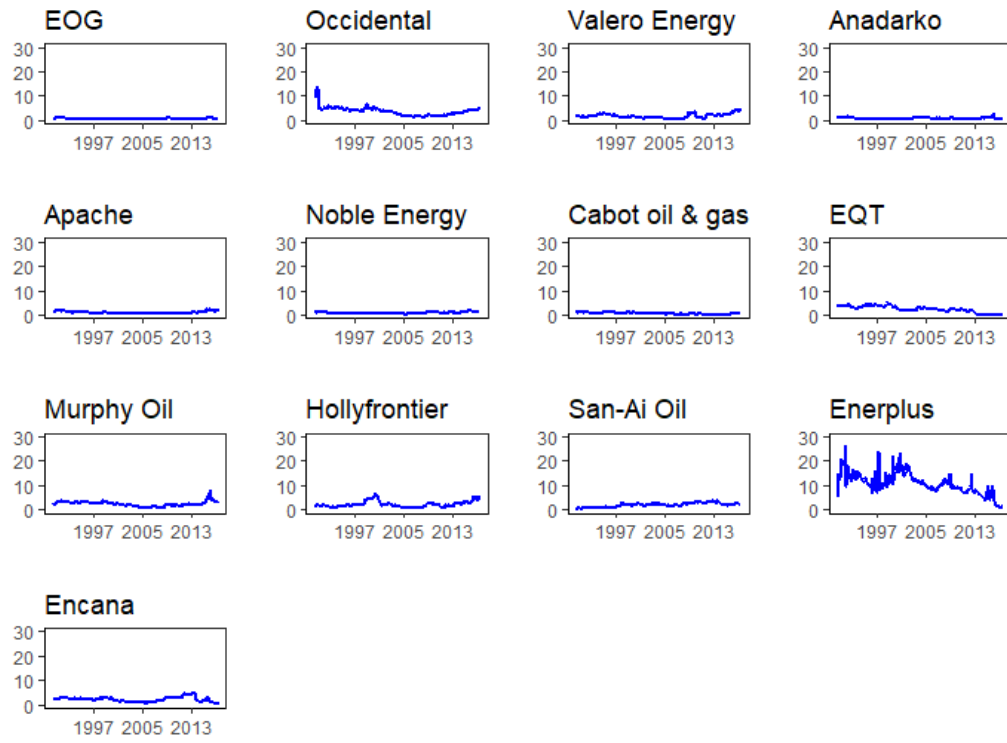 EOG Occidental Valero Energy Anadarko
30 30 30 30
20 20 20 20
10 10 10 10
0 0 0 0
1997 2005 2013 1997 2005 2013 1997 2005 2013 1997 2005 2013
Apache Noble Energy Cabot oil & gas EQT
30 30 30 30
20 20 20 20
10 10 10 10
0 0 0 0
1997 2005 2013 1997 2005 2013 1997 2005 2013 1997 2005 2013
Murphy Oil Hollyfrontier San-Ai Oil Enerplus
30 30 30 30
20 20 20 20
10 10 10 10
0 0 0 0
1997 2005 2013 1997 2005 2013 1997 2005 2013 1997 2005 2013
Encana
30
20
10
0
1997 2005 2013